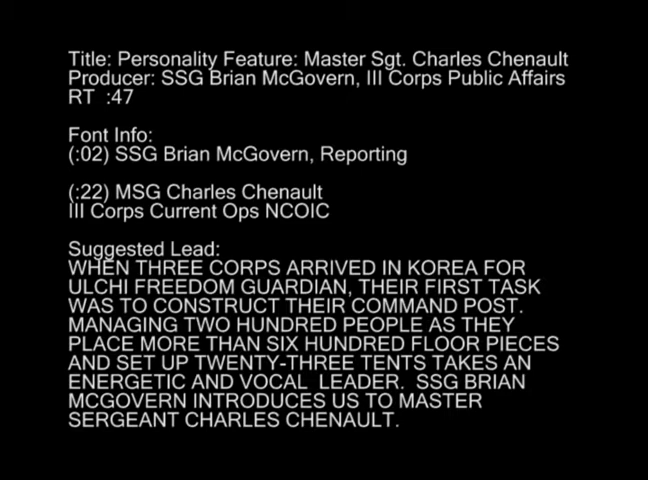 Title: Personality Feature: Master Sgt. Charles Chenault
Producer: SSG Brian McGovern, III Corps Public Affairs
RT  :47
Font Info:
(:02) SSG Brian McGovern, Reporting
(:22) MSG Charles Chenault
III Corps Current Ops NCOIC
Suggested Lead:
WHEN THREE CORPS ARRIVED IN KOREA FOR
ULCHI FREEDOM GUARDIAN, THEIR FIRST TASK
WAS TO CONSTRUCT THEIR COMMAND POST.
MANAGING TWO HUNDRED PEOPLE AS THEY
PLACE MORE THAN SIX HUNDRED FLOOR PIECES
AND SET UP TWENTY-THREE TENTS TAKES AN
ENERGETIC AND VOCAL  LEADER.  SSG BRIAN
MCGOVERN INTRODUCES US TO MASTER
SERGEANT CHARLES CHENAULT.